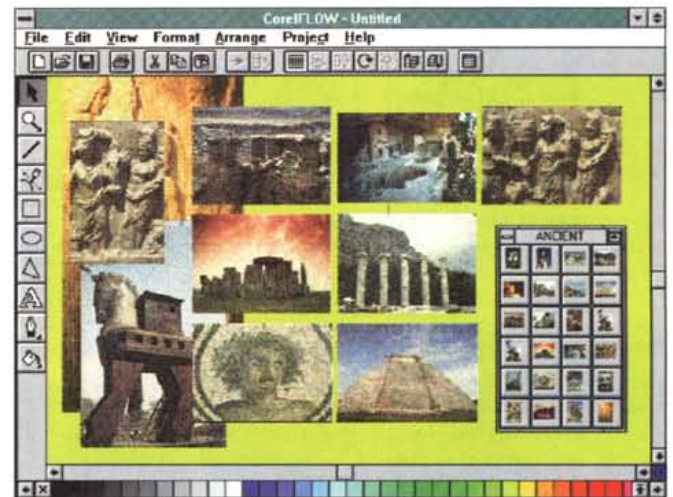 CorelFLOW - Untitled
File Edit View Format Arrange Project Help
ANCIENT